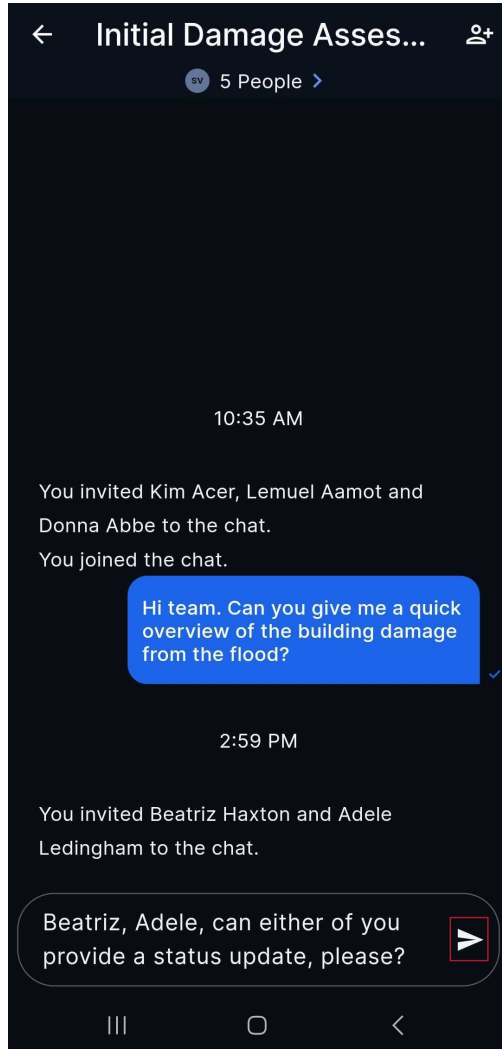 Initial Damage Asses...
SV 5 People
10:35 AM
You invited Kim Acer, Lemuel Aamot and
Donna Abbe to the chat.
You joined the chat.
Hi team. Can you give me a quick
overview of the building damage
from the flood?
2:59 PM
You invited Beatriz Haxton and Adele
Ledingham to the chat.
Beatriz, Adele, can either of you
provide a status update, please?